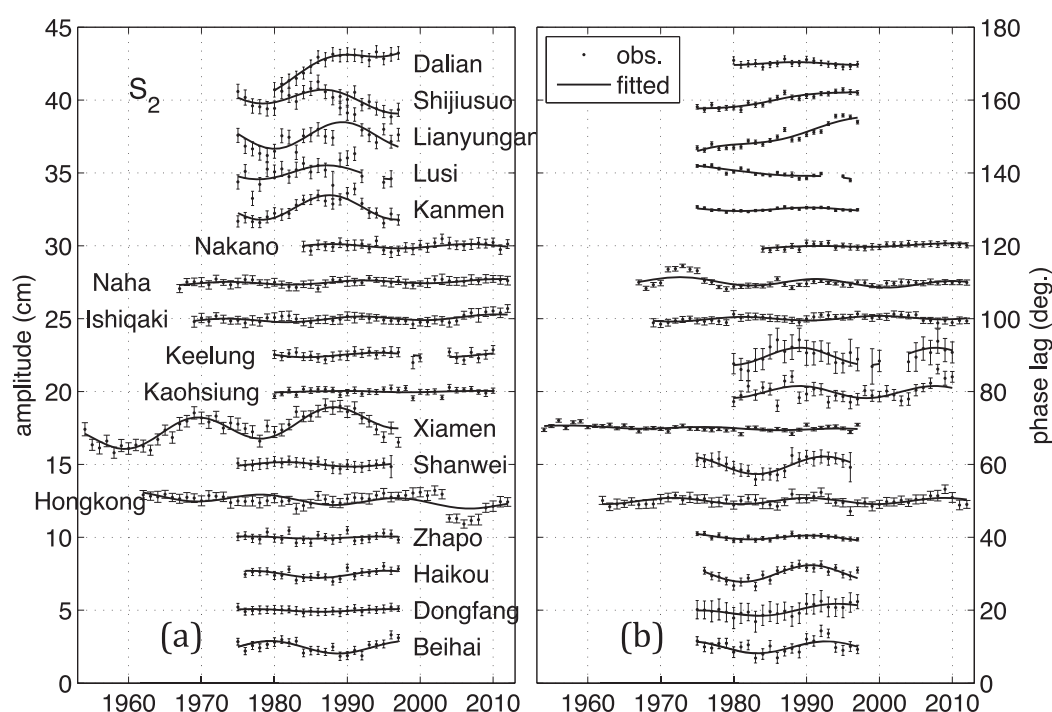 45
40
35
30
25
20
15
10
5
0
amplitude (cm)
S2
Dalian
Shijiusuo
Lianyungan
Lusi
Kanmen
Nakano
Naha
Ishiqaki
Keelung
Kaohsiung
Xiamen
Shanwei
Hongkong
Zhapo
Haikou
Dongfang
Beihai
(a)
1960 1970 1980 1990 2000 2010
obs.
fitted
(b)
1960 1970 1980 1990 2000 2010
180
160
140
120
100
80
60
40
20
0
phase lag (deg.)